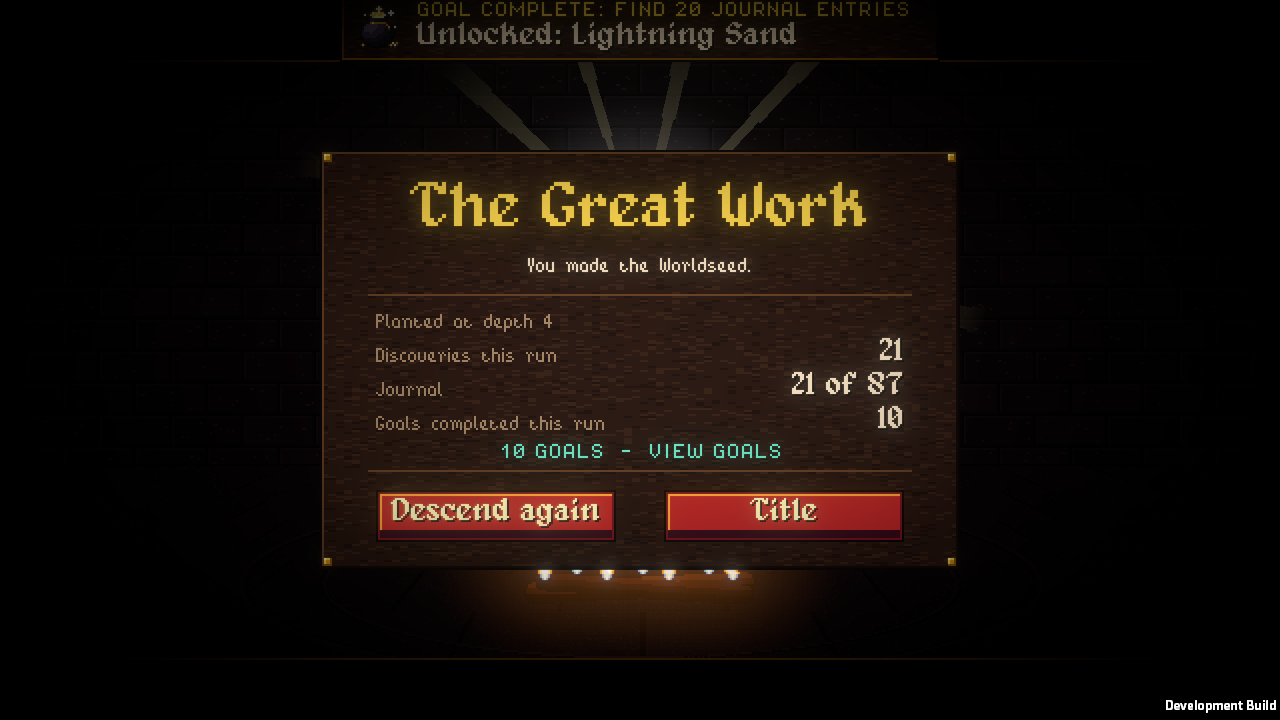 GOAL COMPLETE: FIND 20 JOURNAL ENTRIES
Unlocked: Lightning Sand
The Great Work
You made the Worldseed.
Planted at depth 4
Discoveries this run 21
Journal 21 of 87
Goals completed this run 10
10 GOALS - VIEW GOALS
Descend again
Title
Development Build